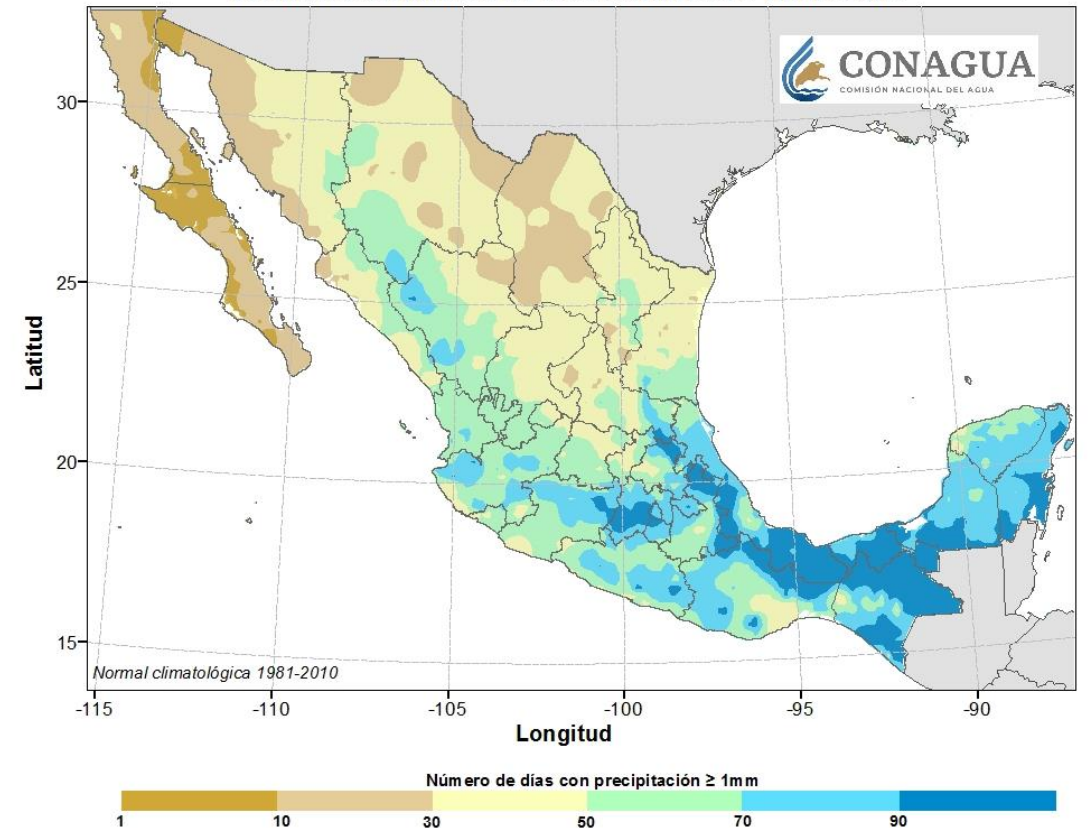 CONAGUA
COMISIÓN NACIONAL DEL AGUA
30
25
20
15
Latitud
Normal climatológica 1981-2010
-115 -110 -105 -100 -95 -90
Longitud
Número de días con precipitación ≥ 1mm
1 10 30 50 70 90